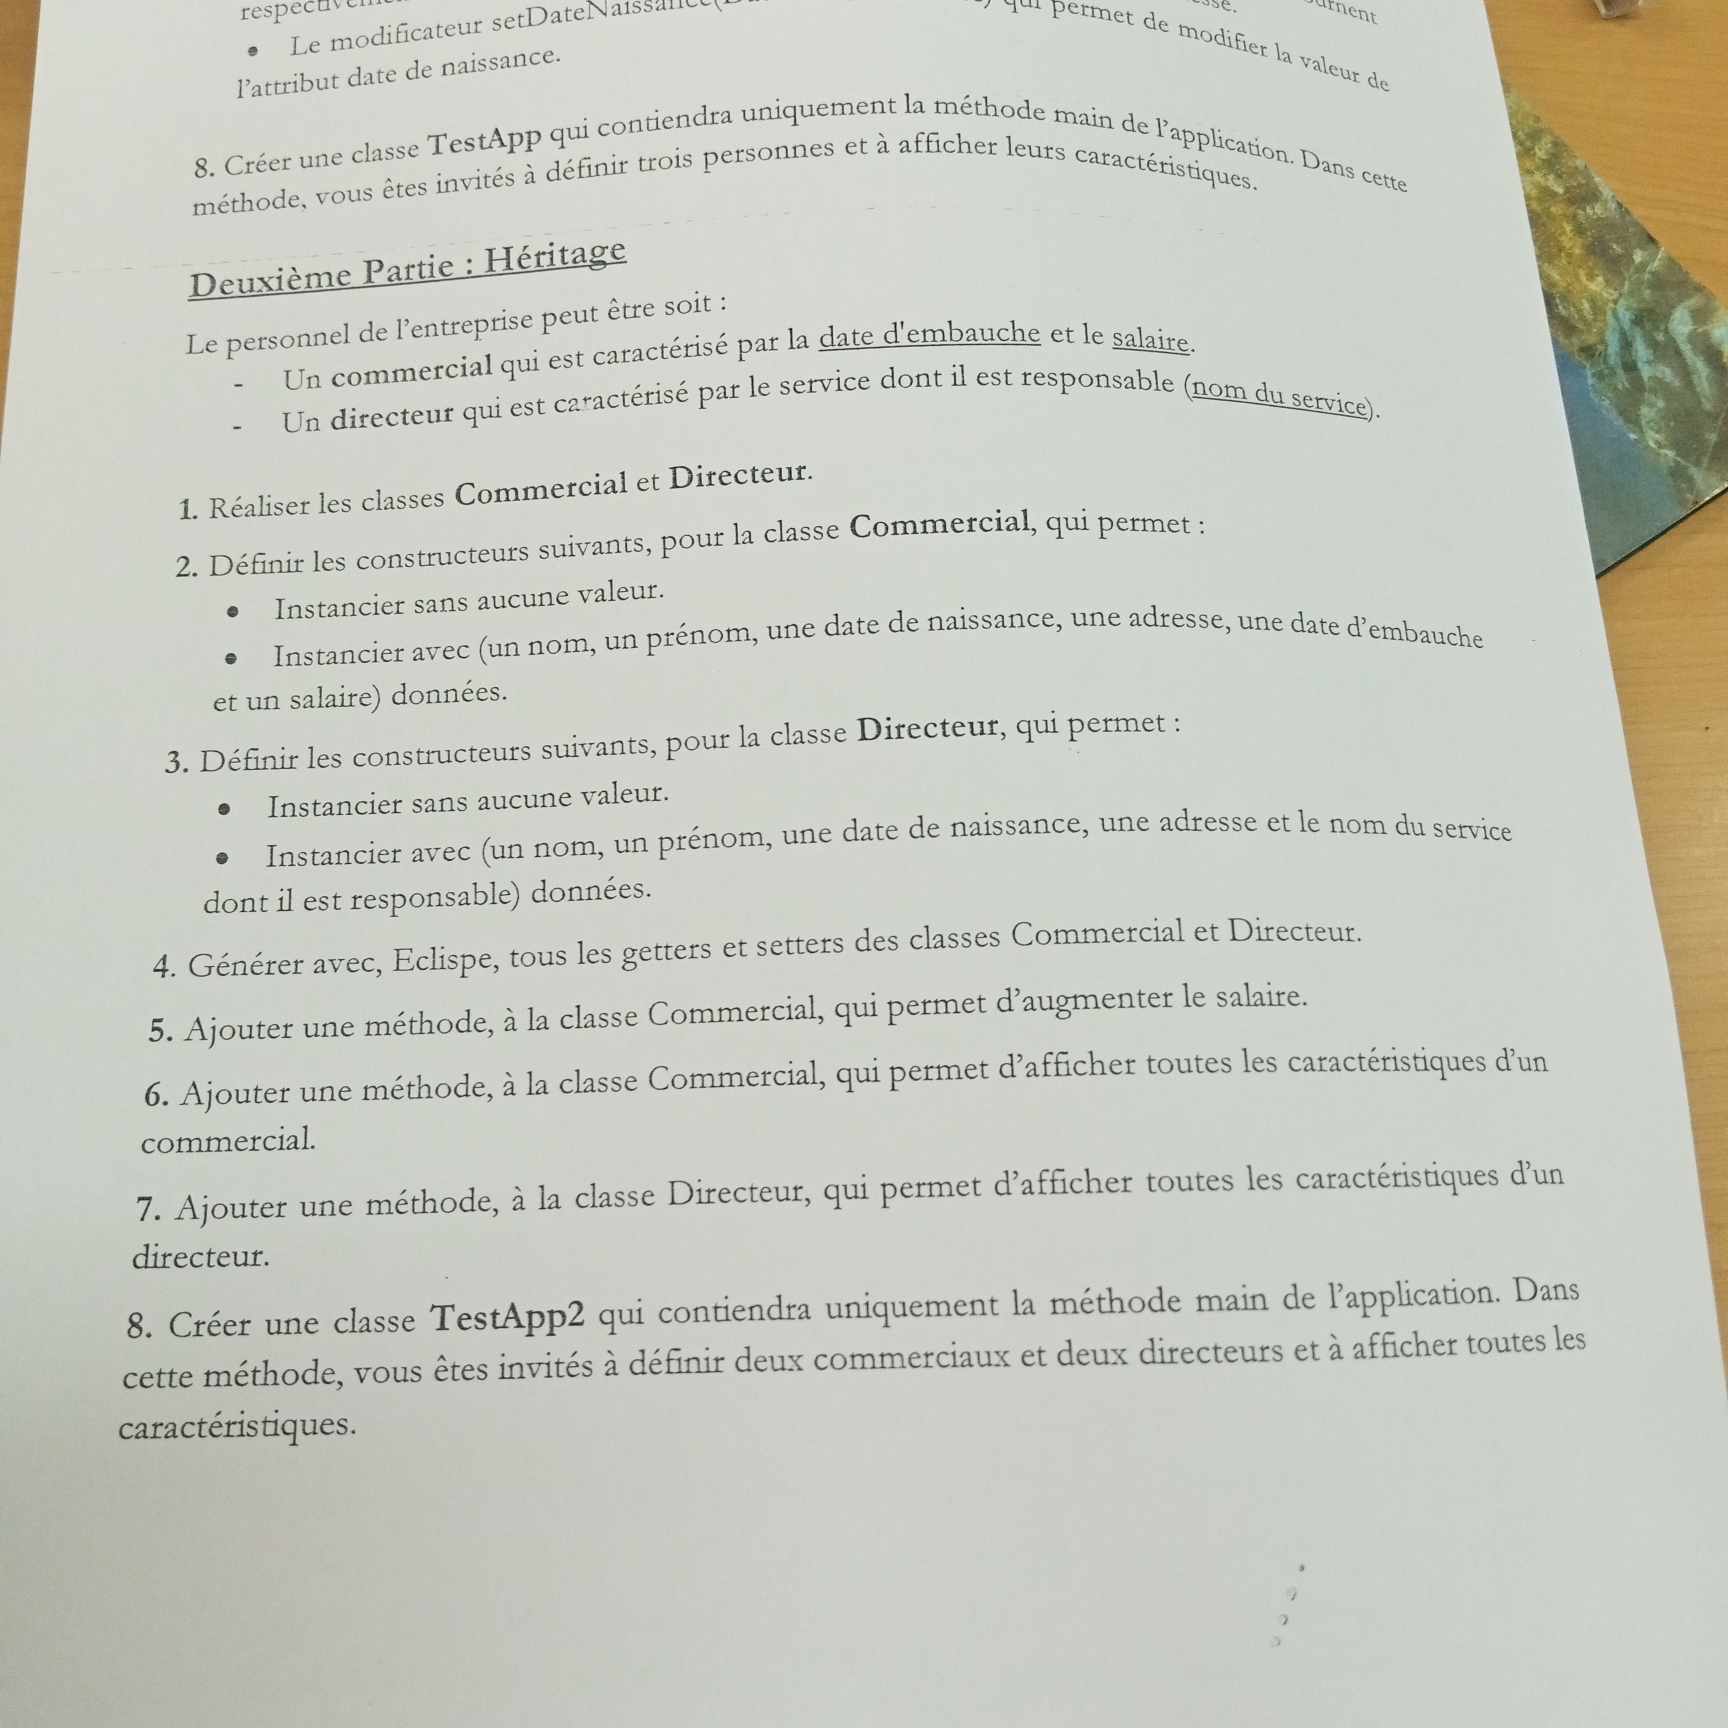 • Le modificateur setDateNaissance( qui permet de modifier la valeur de
l'attribut date de naissance.
8. Créer une classe TestApp qui contiendra uniquement la méthode main de l'application. Dans cette
méthode, vous êtes invités à définir trois personnes et à afficher leurs caractéristiques.
Deuxième Partie : Héritage
Le personnel de l'entreprise peut être soit :
- Un commercial qui est caractérisé par la date d'embauche et le salaire.
- Un directeur qui est caractérisé par le service dont il est responsable (nom du service).
1. Réaliser les classes Commercial et Directeur.
2. Définir les constructeurs suivants, pour la classe Commercial, qui permet :
• Instancier sans aucune valeur.
• Instancier avec (un nom, un prénom, une date de naissance, une adresse, une date d'embauche
et un salaire) données.
3. Définir les constructeurs suivants, pour la classe Directeur, qui permet :
• Instancier sans aucune valeur.
• Instancier avec (un nom, un prénom, une date de naissance, une adresse et le nom du service
dont il est responsable) données.
4. Générer avec, Eclispe, tous les getters et setters des classes Commercial et Directeur.
5. Ajouter une méthode, à la classe Commercial, qui permet d'augmenter le salaire.
6. Ajouter une méthode, à la classe Commercial, qui permet d'afficher toutes les caractéristiques d'un
commercial.
7. Ajouter une méthode, à la classe Directeur, qui permet d'afficher toutes les caractéristiques d'un
directeur.
8. Créer une classe TestApp2 qui contiendra uniquement la méthode main de l'application. Dans
cette méthode, vous êtes invités à définir deux commerciaux et deux directeurs et à afficher toutes les
caractéristiques.